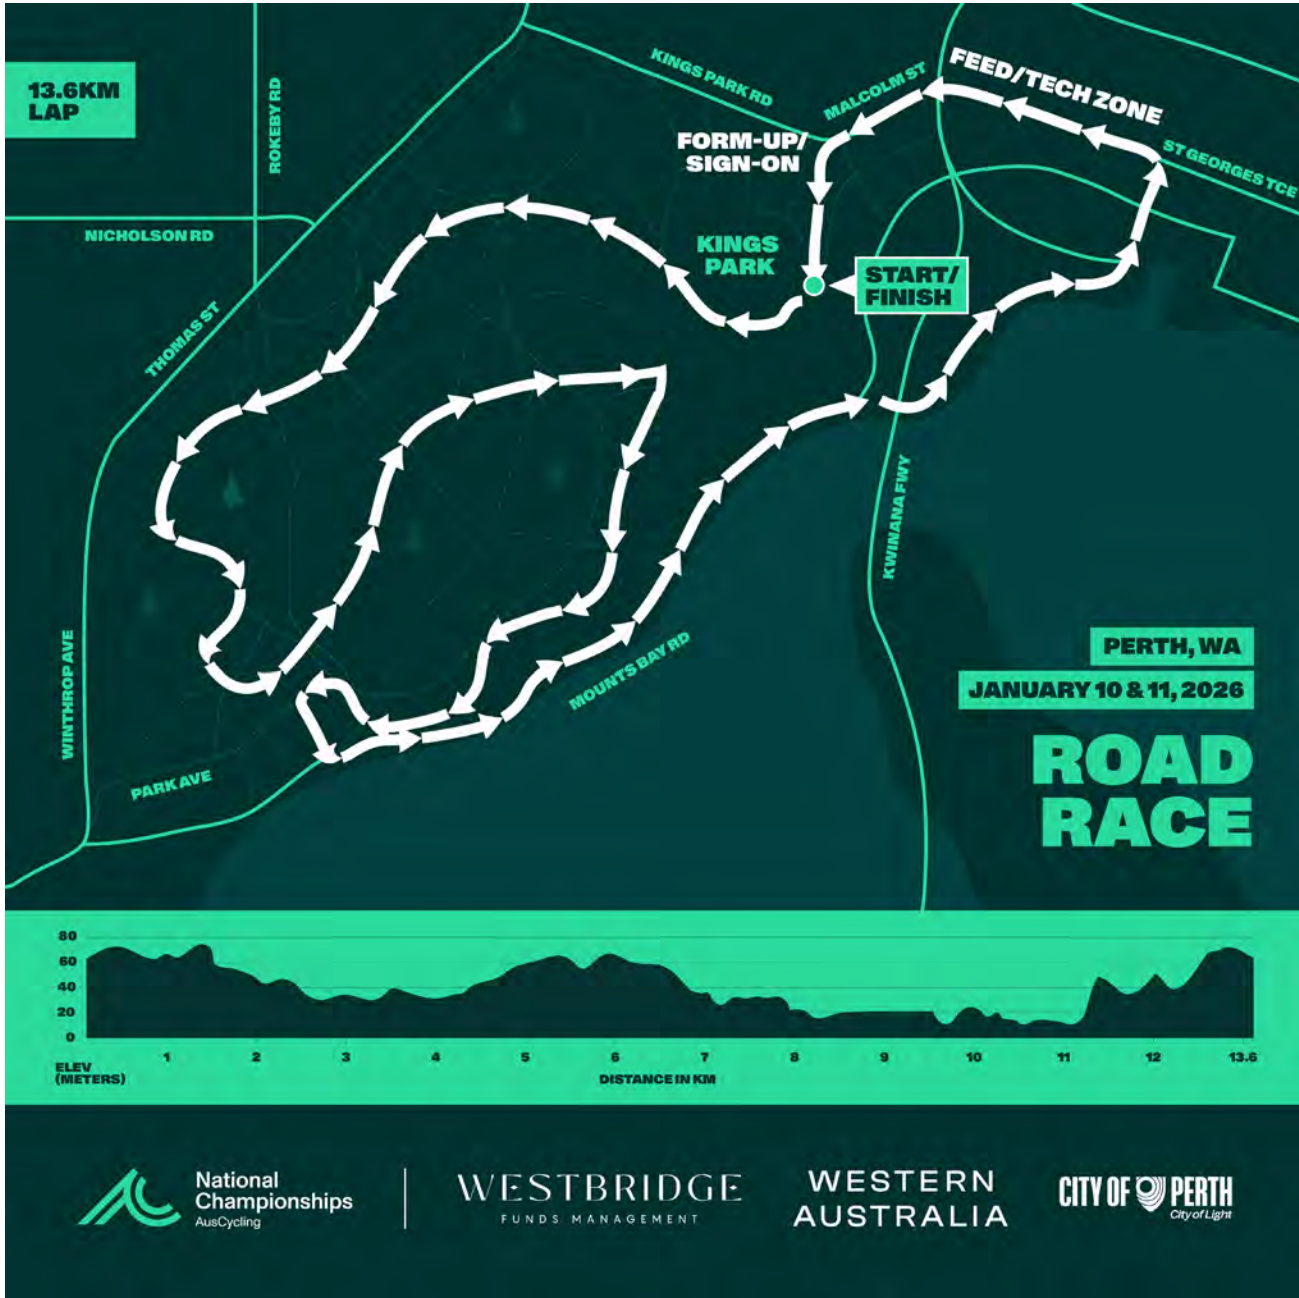 13.6KM
LAP
ROKEBY RD
KINGS PARK RD
MALCOLM ST
FEED/TECH ZONE
FORM-UP/
SIGN-ON
ST GEORGES TCE
NICHOLSON RD
KINGS
PARK
START/
FINISH
THOMAS ST
KWINANA FWY
WINTHROP AVE
MOUNTS BAY RD
PARK AVE
PERTH, WA
JANUARY 10 & 11, 2026
ROAD
RACE
80
60
40
20
0
1 2 3 4 5 6 7 8 9 10 11 12 13.6
ELEV
(METERS)
DISTANCE IN KM
National
Championships
AusCycling
WESTBRIDGE
FUNDS MANAGEMENT
WESTERN
AUSTRALIA
CITY OF PERTH
City of Light